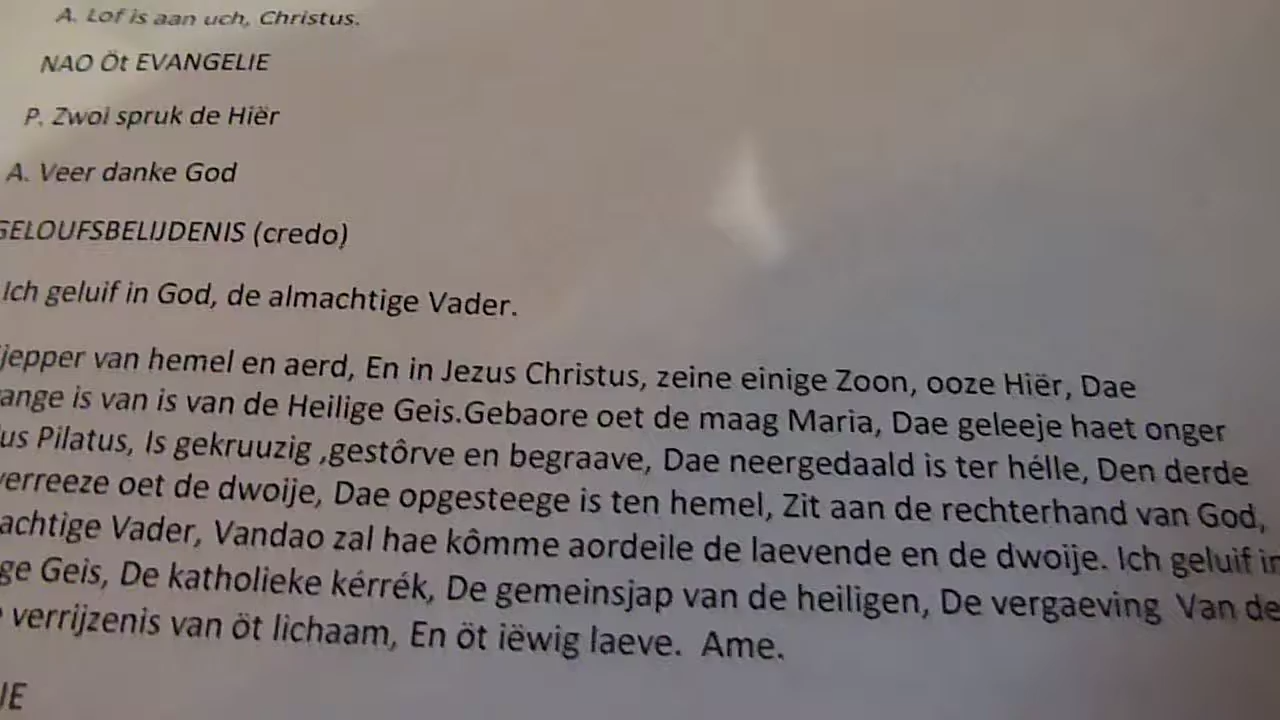 A. Lof is aan uch, Christus.
NAO Öt EVANGELIE
P. Zwoi spruk de Hiër
A. Veer danke God
GELOUFSBELIJDENIS (credo)
Ich geluif in God, de almachtige Vader.
jepper van hemel en aerd, En in Jezus Christus, zeine einige Zoon, ooze Hiër, Dae
ange is van is van de Heilige Geis.Gebaore oet de maag Maria, Dae geleeje haet onger
us Pilatus, Is gekruuzig ,gestôrve en begraave, Dae neergedaald is ter hélle, Den derde
verreeze oet de dwoije, Dae opgesteege is ten hemel, Zit aan de rechterhand van God,
achtige Vader, Vandao zal hae kômme aordeile de laevende en de dwoije. Ich geluif in
ge Geis, De katholieke kérrék, De gemeinsjap van de heiligen, De vergaeving Van de
verrijzenis van öt lichaam, En öt iëwig laeve. Ame.
JE